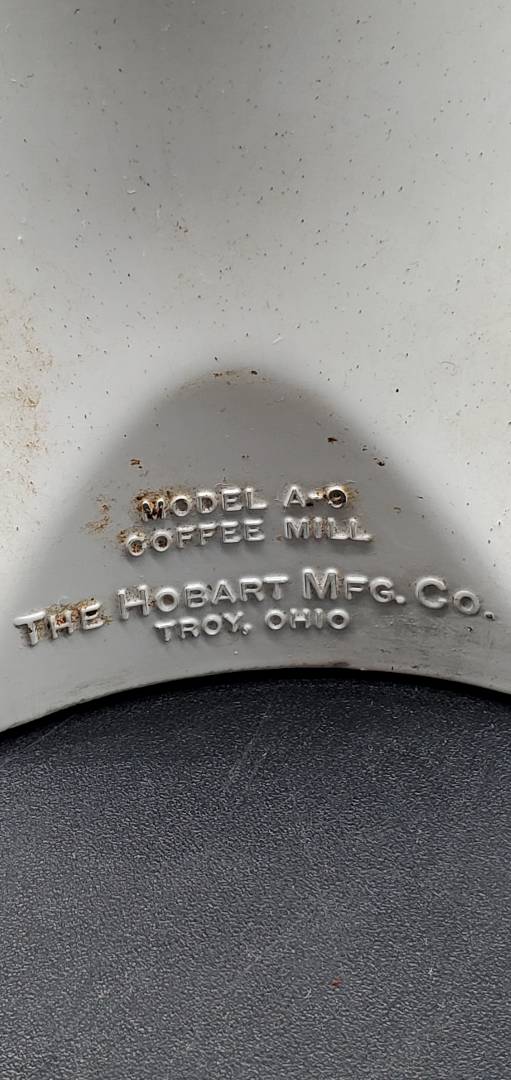 MODEL A-9
COFFEE MILL
THE HOBART MFG. CO.
TROY, OHIO